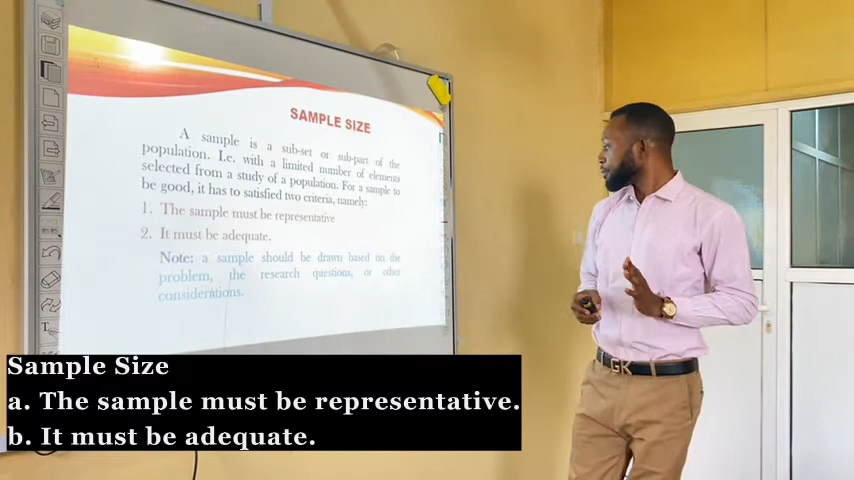 SAMPLE SIZE
A sample is a sub-set or sub-part of the
population. I.e. with a limited number of elements
selected from a study of a population. For a sample to
be good, it has to satisfied two criteria, namely:
1. The sample must be representative
2. It must be adequate.
Note: a sample should be drawn based on the
problem, the research questions, or other
considerations.
GK
Sample Size
a. The sample must be representative.
b. It must be adequate.